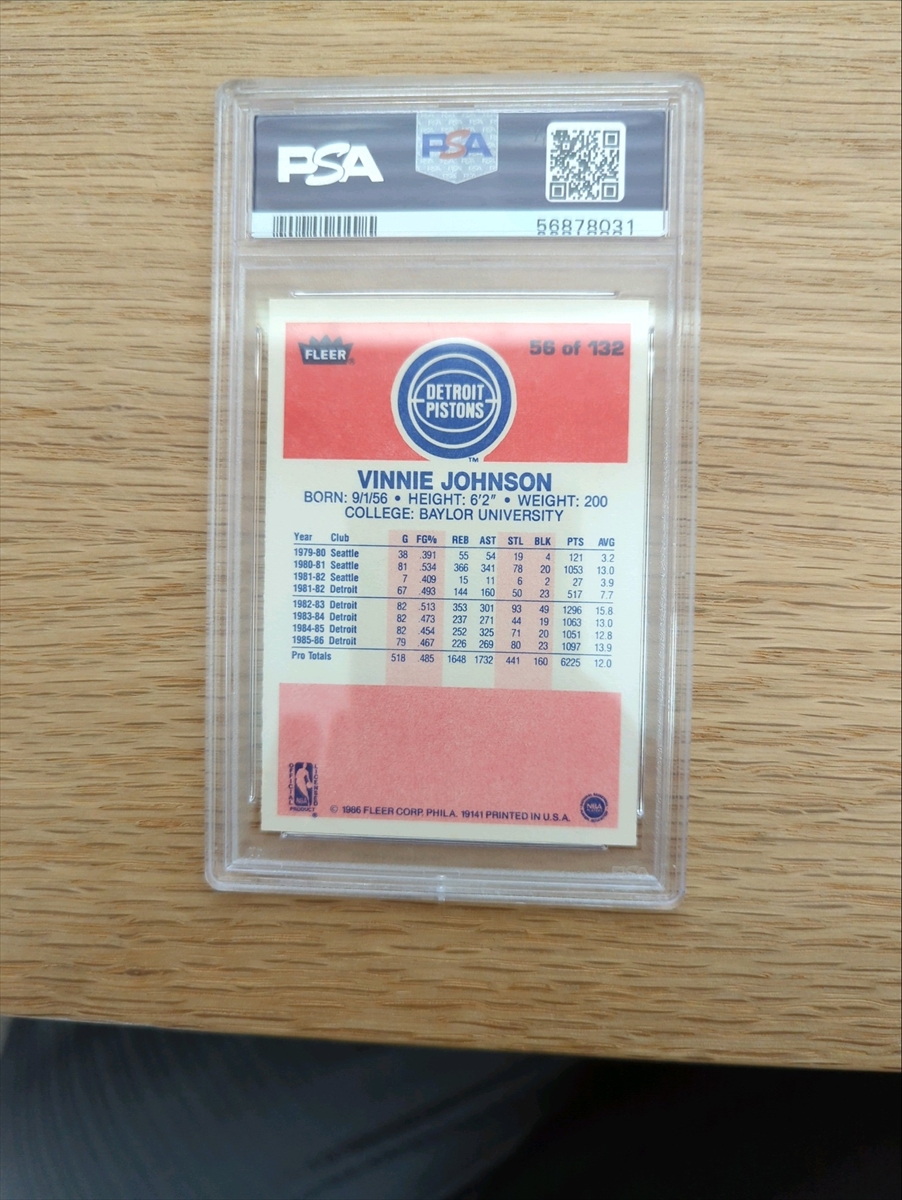 PSA PSA
56878031
FLEER® 56 of 132
DETROIT
PISTONS
TM
VINNIE JOHNSON
BORN: 9/1/56 • HEIGHT: 6'2" • WEIGHT: 200
COLLEGE: BAYLOR UNIVERSITY
Year Club G FG% REB AST STL BLK PTS AVG
1979-80 Seattle 38 .391 55 54 19 4 121 3.2
1980-81 Seattle 81 .534 366 341 78 20 1053 13.0
1981-82 Seattle 7 .409 15 11 6 2 27 3.9
1981-82 Detroit 67 .493 144 160 50 23 517 7.7
1982-83 Detroit 82 .513 353 301 93 49 1296 15.8
1983-84 Detroit 82 .473 237 271 44 19 1063 13.0
1984-85 Detroit 82 .454 252 325 71 20 1051 12.8
1985-86 Detroit 79 .467 226 269 80 23 1097 13.9
Pro Totals 518 .485 1648 1732 441 160 6225 12.0
OFFICIAL LICENSED
NBA
PRODUCT ®
© 1986 FLEER CORP. PHILA. 19141 PRINTED IN U.S.A.
NBA